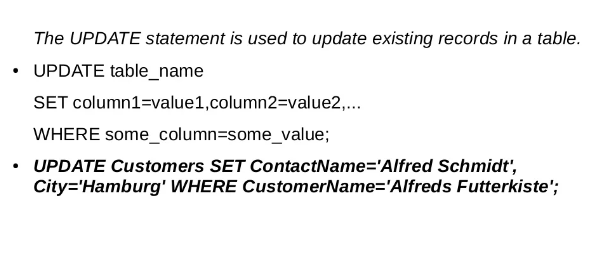 The UPDATE statement is used to update existing records in a table.
• UPDATE table_name
SET column1=value1,column2=value2,...
WHERE some_column=some_value;
• UPDATE Customers SET ContactName='Alfred Schmidt',
City='Hamburg' WHERE CustomerName='Alfreds Futterkiste';